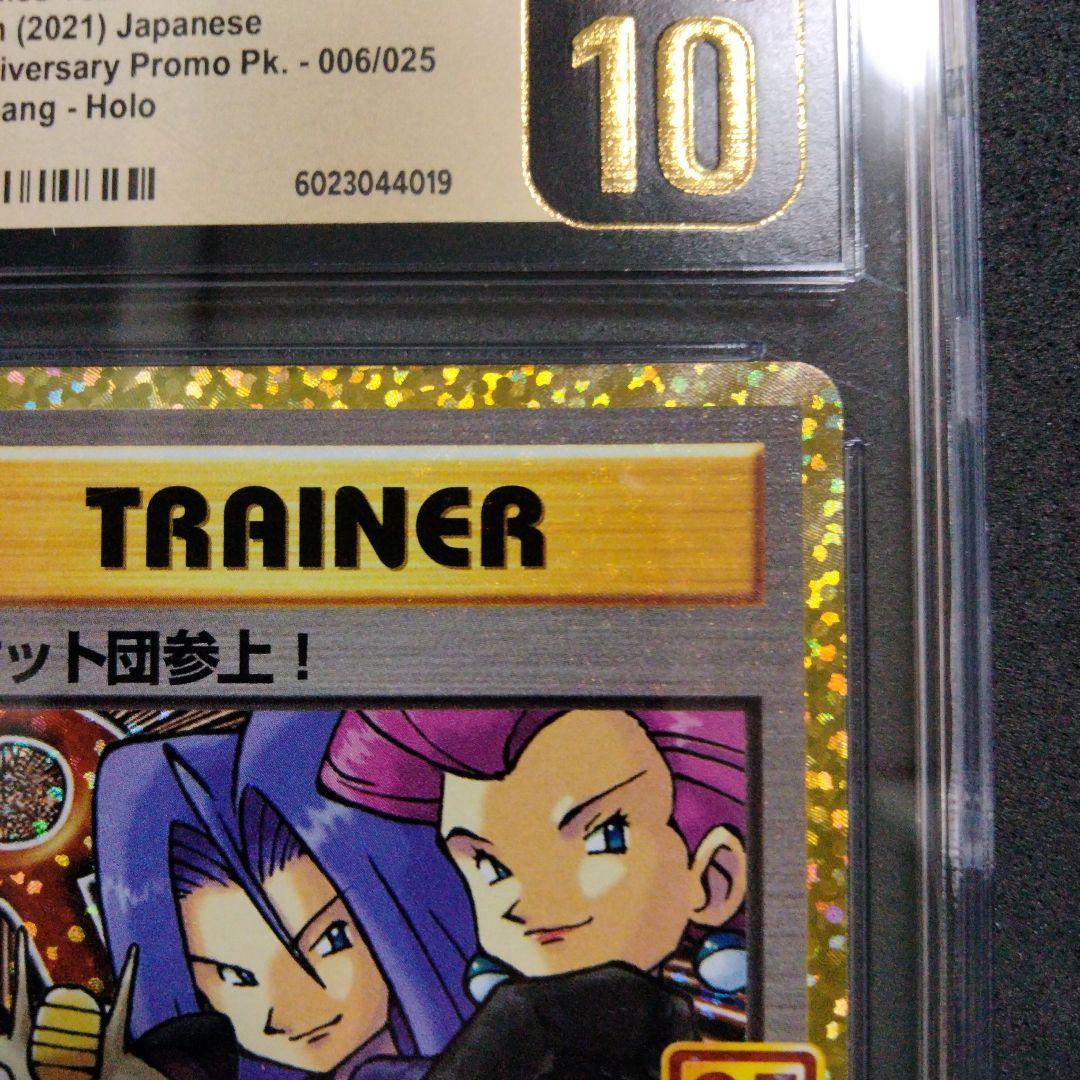 (2021) Japanese
iversary Promo Pk. - 006/025
ang - Holo
6023044019
10
TRAINER
ット団参上！